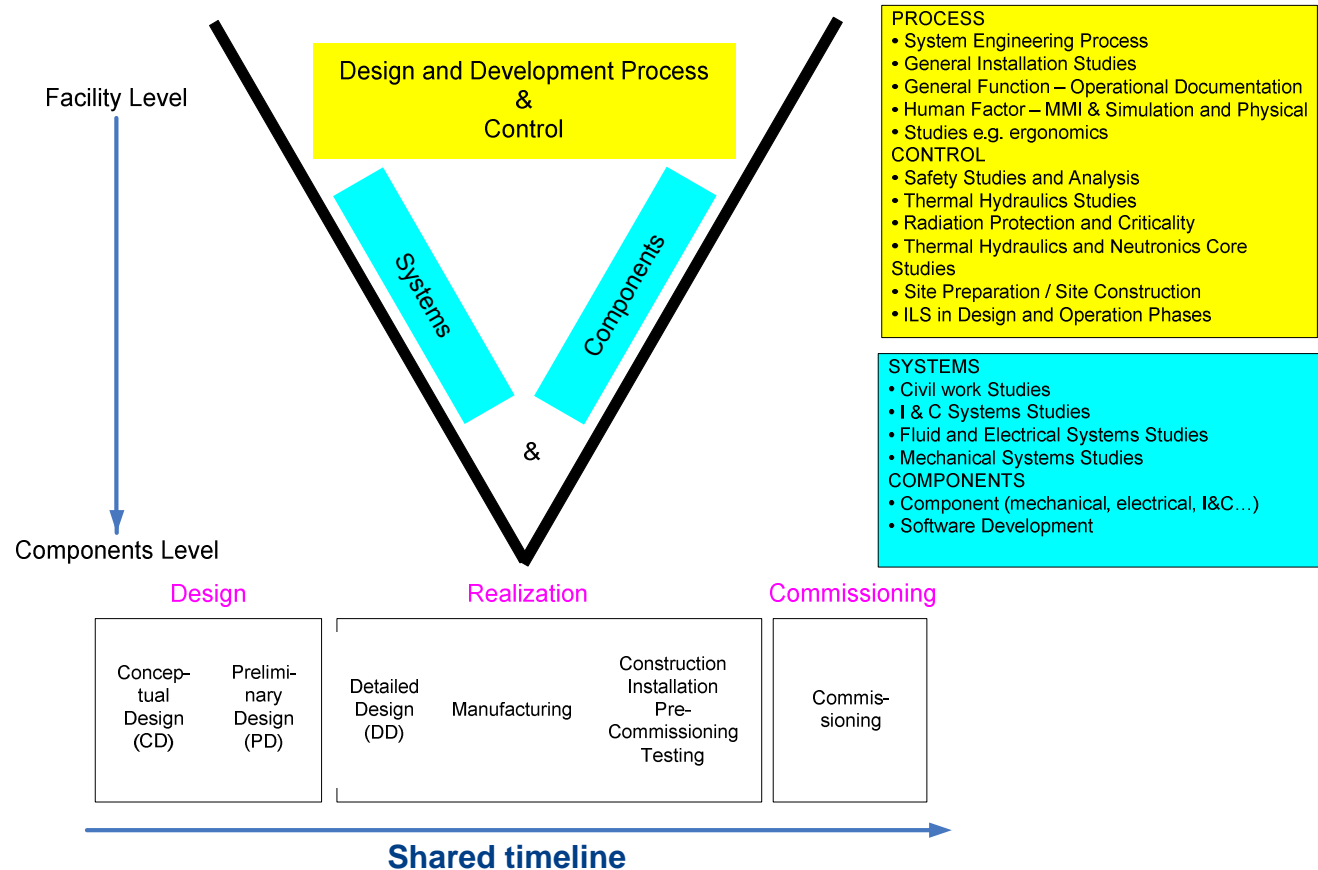 Facility Level
Components Level
Design and Development Process
&
Control
Systems
Components
&
PROCESS
• System Engineering Process
• General Installation Studies
• General Function – Operational Documentation
• Human Factor – MMI & Simulation and Physical
• Studies e.g. ergonomics
CONTROL
• Safety Studies and Analysis
• Thermal Hydraulics Studies
• Radiation Protection and Criticality
• Thermal Hydraulics and Neutronics Core
Studies
• Site Preparation / Site Construction
• ILS in Design and Operation Phases
SYSTEMS
• Civil work Studies
• I & C Systems Studies
• Fluid and Electrical Systems Studies
• Mechanical Systems Studies
COMPONENTS
• Component (mechanical, electrical, I&C…)
• Software Development
Design
Concep-
tual
Design
(CD)
Prelimi-
nary
Design
(PD)
Realization
Detailed
Design
(DD)
Manufacturing
Construction
Installation
Pre-
Commissioning
Testing
Commissioning
Commis-
sioning
Shared timeline